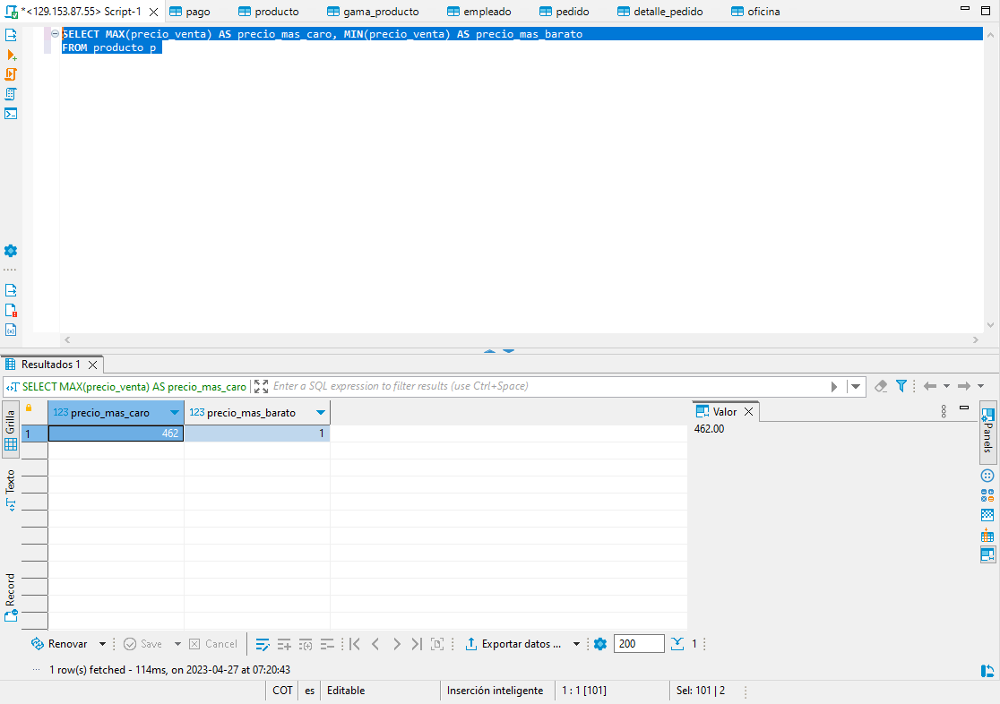 *<129.153.87.55> Script-1 pago producto gama_producto empleado pedido detalle_pedido oficina
SELECT MAX(precio_venta) AS precio_mas_caro, MIN(precio_venta) AS precio_mas_barato
FROM producto p
Resultados 1
SELECT MAX(precio_venta) AS precio_mas_caro Enter a SQL expression to filter results (use Ctrl+Space)
Grilla
Texto
Record
123 precio_mas_caro 123 precio_mas_barato
1 462 1
Valor
462.00
Panels
Renovar Save Cancel Exportar datos ... 200 1
... 1 row(s) fetched - 114ms, on 2023-04-27 at 07:20:43
COT es Editable Inserción inteligente 1 : 1 [101] Sel: 101 | 2